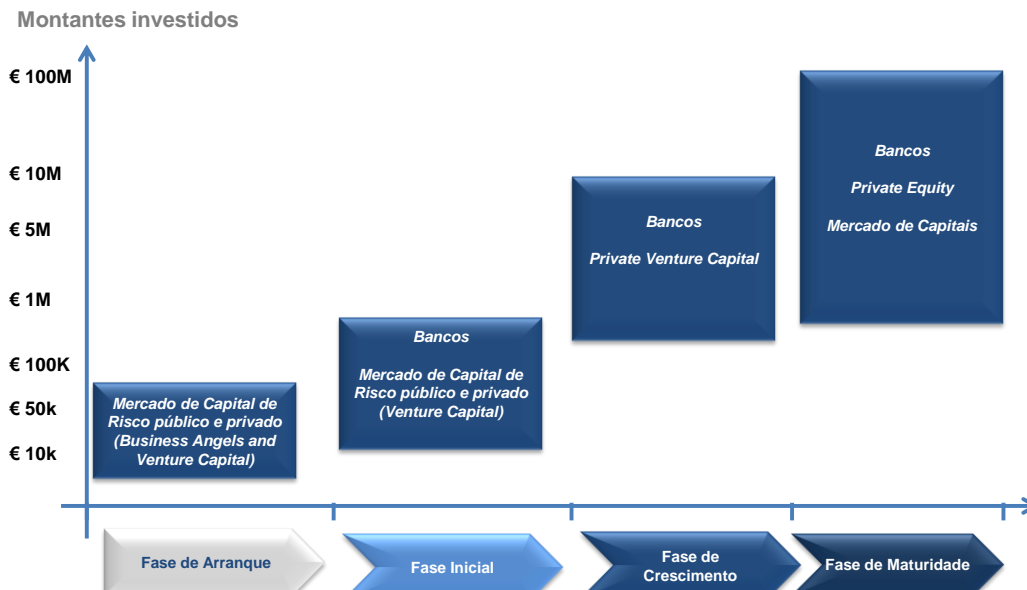 Montantes investidos
€ 100M
€ 10M
€ 5M
€ 1M
€ 100K
€ 50k
€ 10k
Mercado de Capital de
Risco público e privado
(Business Angels and
Venture Capital)
Bancos
Mercado de Capital de
Risco público e privado
(Venture Capital)
Bancos
Private Venture Capital
Bancos
Private Equity
Mercado de Capitais
Fase de Arranque
Fase Inicial
Fase de
Crescimento
Fase de Maturidade